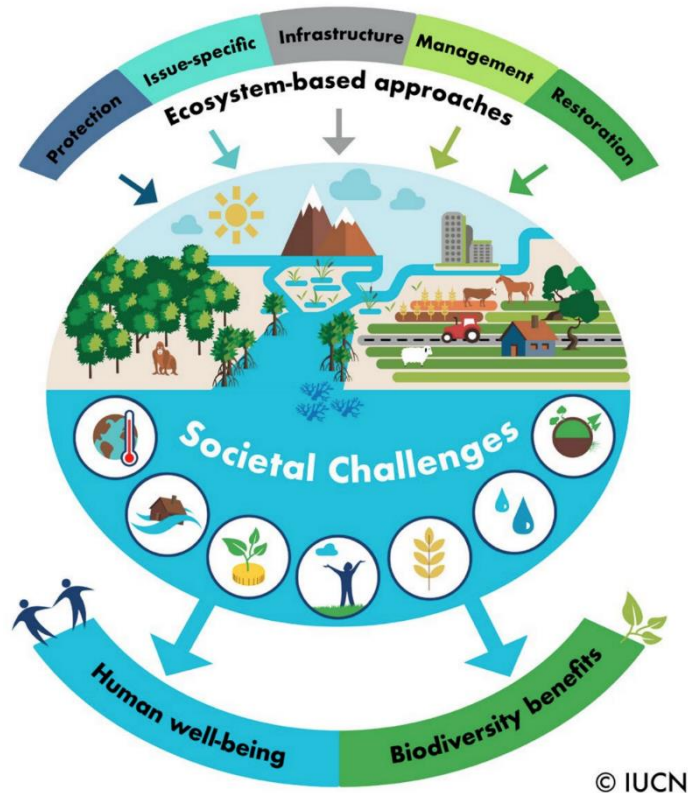 Protection
Issue-specific
Infrastructure
Management
Restoration
Ecosystem-based approaches
Societal Challenges
Human well-being
Biodiversity benefits
© IUCN